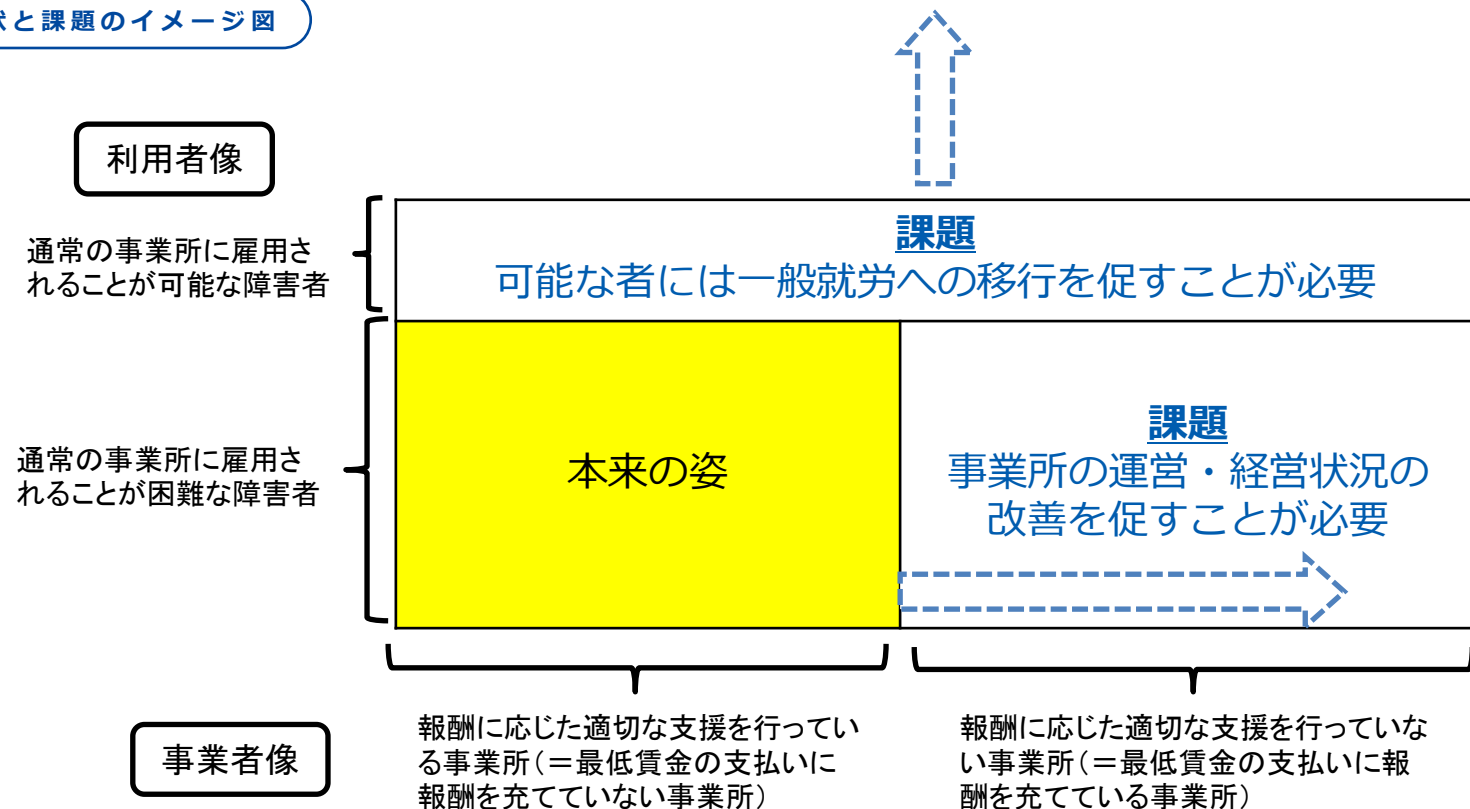 と課題のイメージ図
利用者像
通常の事業所に雇用さ
れることが可能な障害者
課題
可能な者には一般就労への移行を促すことが必要
通常の事業所に雇用さ
れることが困難な障害者
本来の姿
課題
事業所の運営・経営状況の
改善を促すことが必要
事業者像
報酬に応じた適切な支援を行ってい
る事業所(＝最低賃金の支払いに
報酬を充てていない事業所)
報酬に応じた適切な支援を行っていな
い事業所(＝最低賃金の支払いに報
酬を充てている事業所)